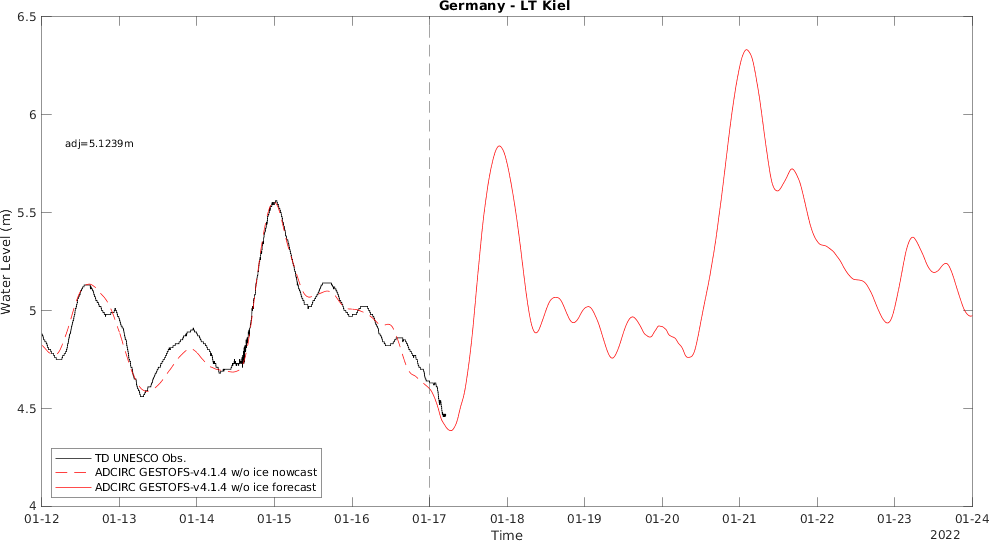 Germany - LT Kiel
6.5
6
5.5
5
4.5
4
Water Level (m)
adj=5.1239m
TD UNESCO Obs.
ADCIRC GESTOFS-v4.1.4 w/o ice nowcast
ADCIRC GESTOFS-v4.1.4 w/o ice forecast
01-12 01-13 01-14 01-15 01-16 01-17 01-18 01-19 01-20 01-21 01-22 01-23 01-24
Time
2022